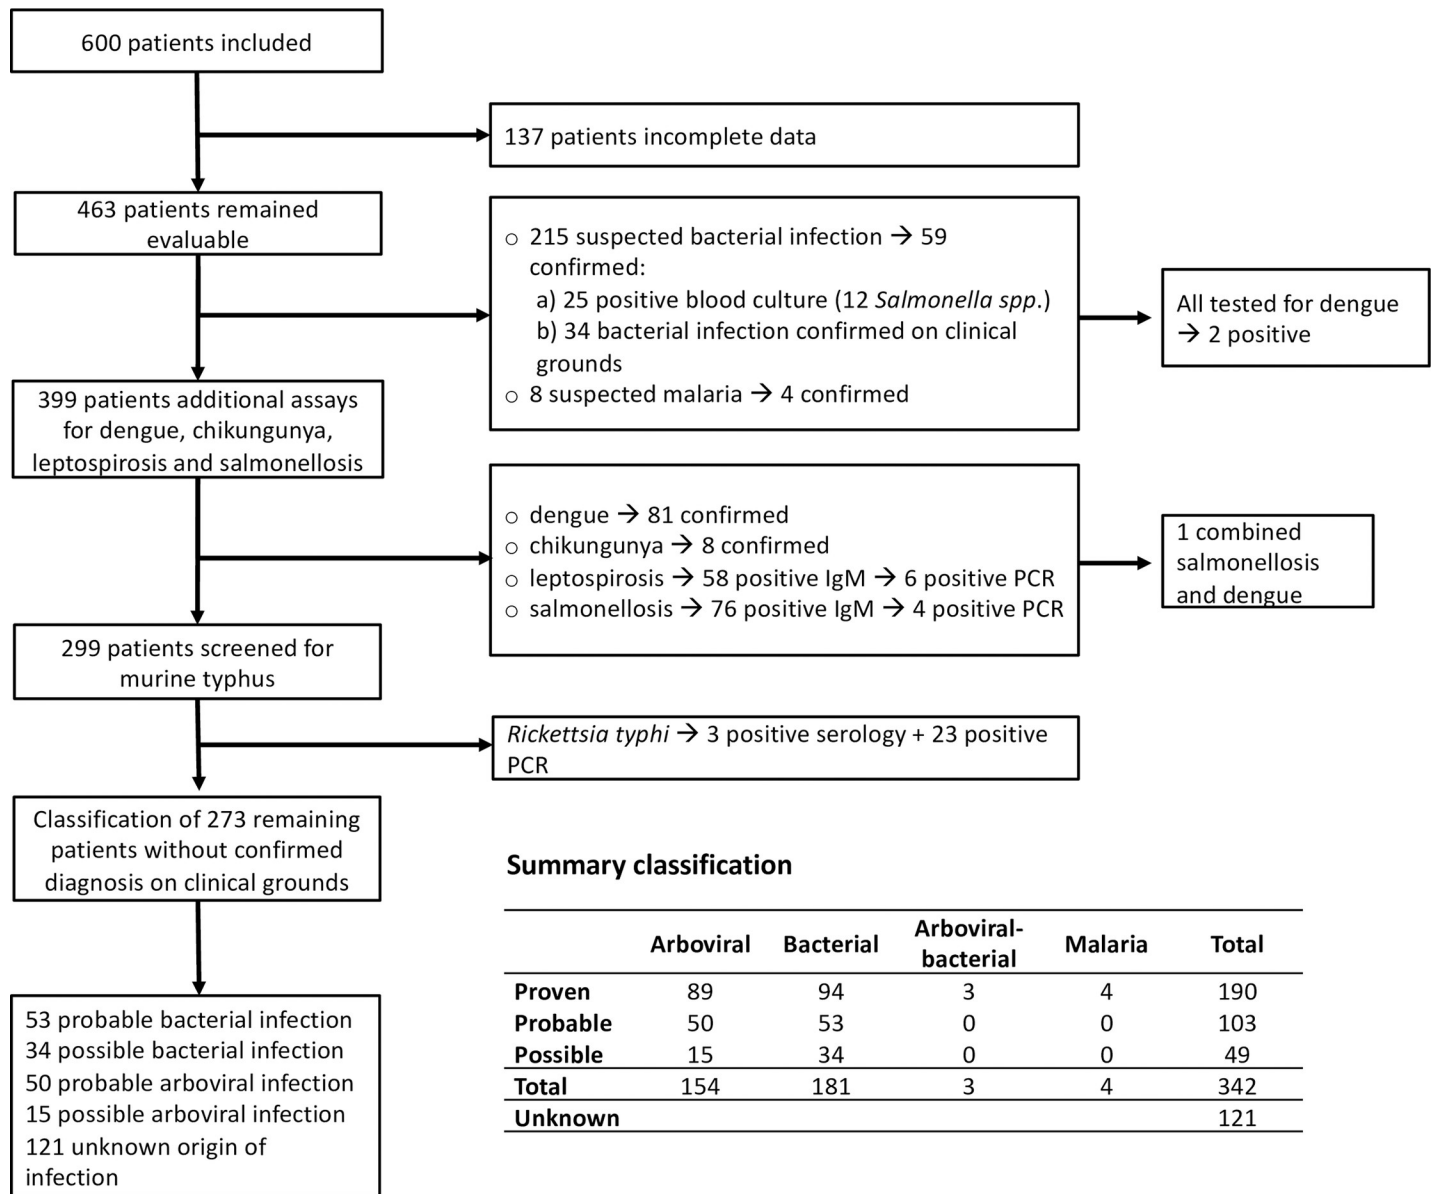 600 patients included
137 patients incomplete data
463 patients remained
evaluable
○ 215 suspected bacterial infection → 59
confirmed:
a) 25 positive blood culture (12 Salmonella spp.)
b) 34 bacterial infection confirmed on clinical
grounds
○ 8 suspected malaria → 4 confirmed
All tested for dengue
→ 2 positive
399 patients additional assays
for dengue, chikungunya,
leptospirosis and salmonellosis
○ dengue → 81 confirmed
○ chikungunya → 8 confirmed
○ leptospirosis → 58 positive IgM → 6 positive PCR
○ salmonellosis → 76 positive IgM → 4 positive PCR
1 combined
salmonellosis
and dengue
299 patients screened for
murine typhus
Rickettsia typhi → 3 positive serology + 23 positive
PCR
Classification of 273 remaining
patients without confirmed
diagnosis on clinical grounds
53 probable bacterial infection
34 possible bacterial infection
50 probable arboviral infection
15 possible arboviral infection
121 unknown origin of
infection
Summary classification
Arboviral Bacterial Arboviral-
bacterial Malaria Total
Proven 89 94 3 4 190
Probable 50 53 0 0 103
Possible 15 34 0 0 49
Total 154 181 3 4 342
Unknown 121